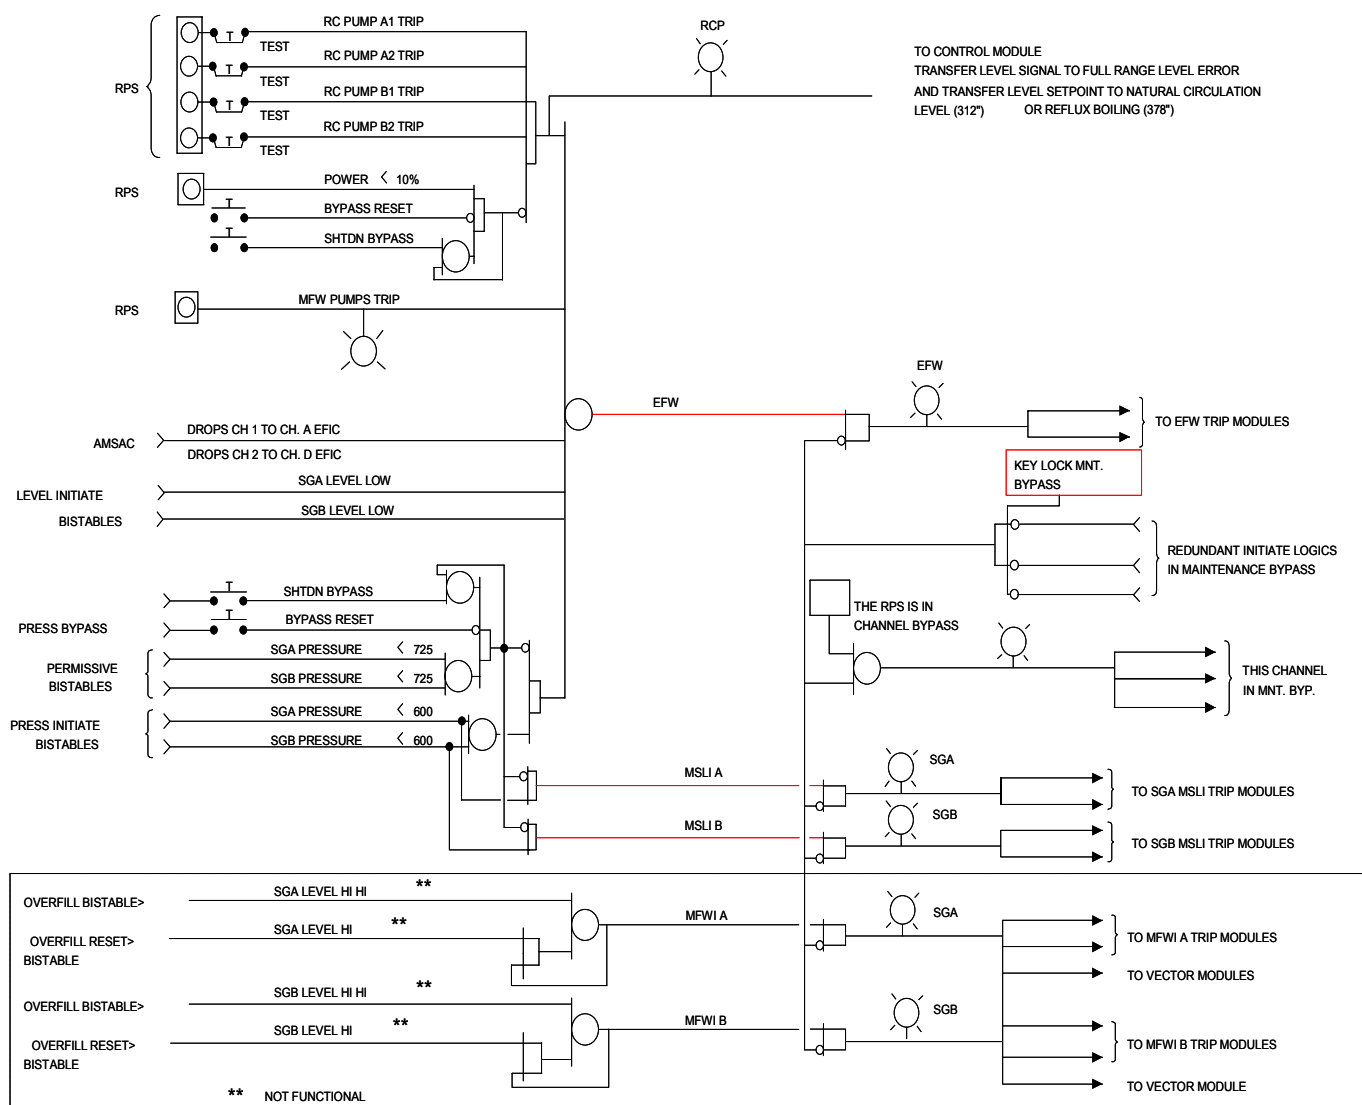 RC PUMP A1 TRIP
T
TEST
RC PUMP A2 TRIP
T
TEST
RPS
RC PUMP B1 TRIP
T
TEST
RC PUMP B2 TRIP
T
TEST
RCP
TO CONTROL MODULE
TRANSFER LEVEL SIGNAL TO FULL RANGE LEVEL ERROR
AND TRANSFER LEVEL SETPOINT TO NATURAL CIRCULATION
LEVEL (312") OR REFLUX BOILING (378")
RPS
POWER < 10%
T
BYPASS RESET
T
SHTDN BYPASS
RPS
MFW PUMPS TRIP
EFW
EFW
TO EFW TRIP MODULES
AMSAC
DROPS CH 1 TO CH. A EFIC
DROPS CH 2 TO CH. D EFIC
LEVEL INITIATE
BISTABLES
SGA LEVEL LOW
SGB LEVEL LOW
KEY LOCK MNT.
BYPASS
REDUNDANT INITIATE LOGICS
IN MAINTENANCE BYPASS
T
SHTDN BYPASS
T
BYPASS RESET
PRESS BYPASS
THE RPS IS IN
CHANNEL BYPASS
PERMISSIVE
BISTABLES
SGA PRESSURE < 725
SGB PRESSURE < 725
THIS CHANNEL
IN MNT. BYP.
PRESS INITIATE
BISTABLES
SGA PRESSURE < 600
SGB PRESSURE < 600
MSLI A
SGA
TO SGA MSLI TRIP MODULES
MSLI B
SGB
TO SGB MSLI TRIP MODULES
OVERFILL BISTABLE>
SGA LEVEL HI HI **
OVERFILL RESET>
BISTABLE
SGA LEVEL HI **
MFWI A
SGA
TO MFWI A TRIP MODULES
TO VECTOR MODULES
OVERFILL BISTABLE>
SGB LEVEL HI HI **
OVERFILL RESET>
BISTABLE
SGB LEVEL HI **
MFWI B
SGB
TO MFWI B TRIP MODULES
TO VECTOR MODULE
** NOT FUNCTIONAL